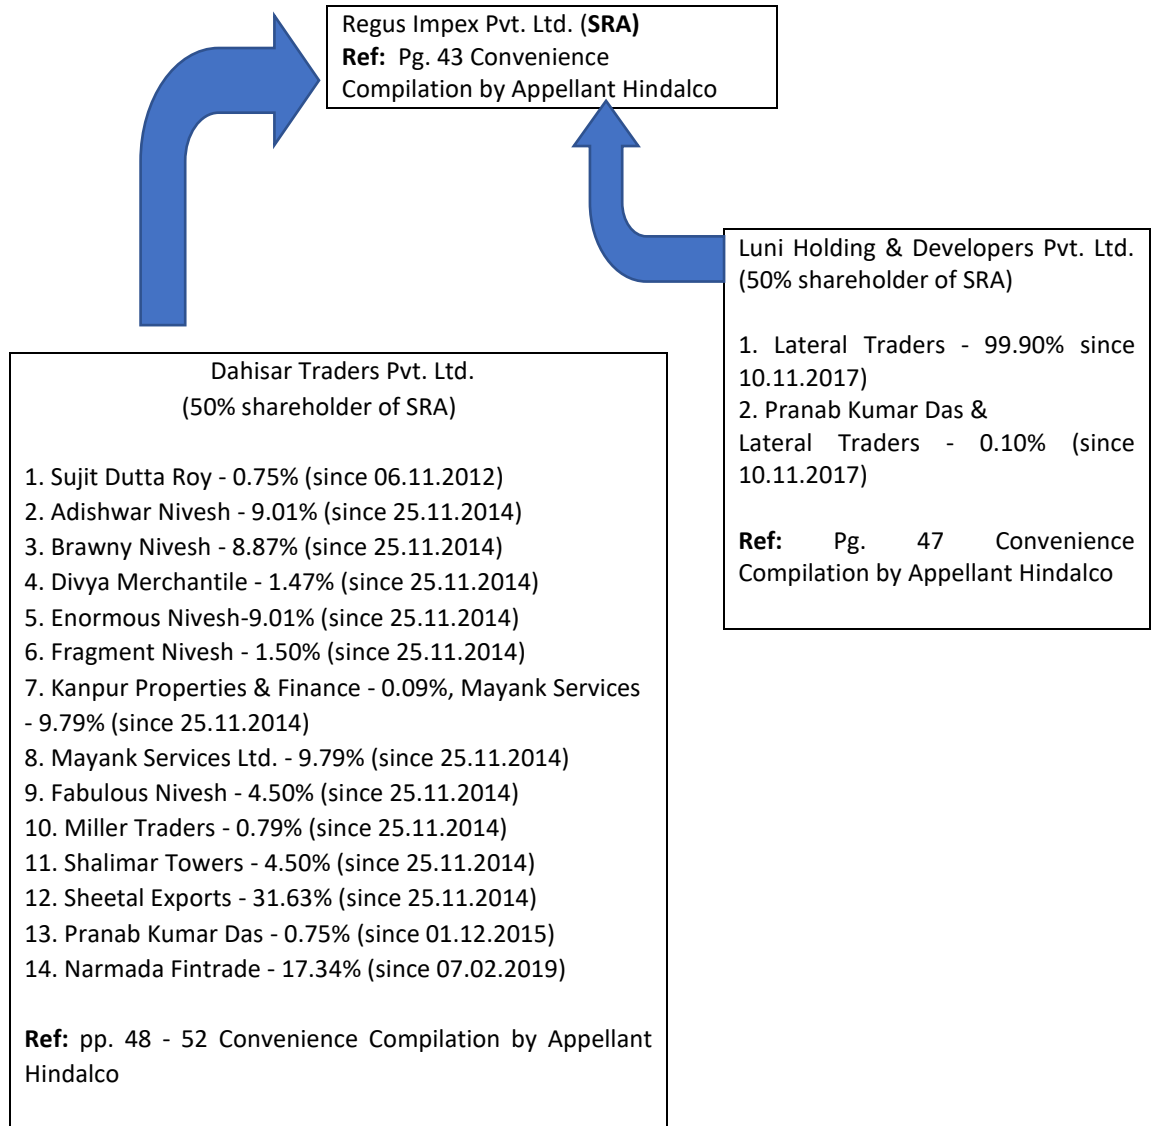 Regus Impex Pvt. Ltd. (SRA)
Ref: Pg. 43 Convenience
Compilation by Appellant Hindalco
Luni Holding & Developers Pvt. Ltd.
(50% shareholder of SRA)
1. Lateral Traders - 99.90% since
10.11.2017)
2. Pranab Kumar Das &
Lateral Traders - 0.10% (since
10.11.2017)
Ref: Pg. 47 Convenience
Compilation by Appellant Hindalco
Dahisar Traders Pvt. Ltd.
(50% shareholder of SRA)
1. Sujit Dutta Roy - 0.75% (since 06.11.2012)
2. Adishwar Nivesh - 9.01% (since 25.11.2014)
3. Brawny Nivesh - 8.87% (since 25.11.2014)
4. Divya Merchantile - 1.47% (since 25.11.2014)
5. Enormous Nivesh-9.01% (since 25.11.2014)
6. Fragment Nivesh - 1.50% (since 25.11.2014)
7. Kanpur Properties & Finance - 0.09%, Mayank Services
- 9.79% (since 25.11.2014)
8. Mayank Services Ltd. - 9.79% (since 25.11.2014)
9. Fabulous Nivesh - 4.50% (since 25.11.2014)
10. Miller Traders - 0.79% (since 25.11.2014)
11. Shalimar Towers - 4.50% (since 25.11.2014)
12. Sheetal Exports - 31.63% (since 25.11.2014)
13. Pranab Kumar Das - 0.75% (since 01.12.2015)
14. Narmada Fintrade - 17.34% (since 07.02.2019)
Ref: pp. 48 - 52 Convenience Compilation by Appellant
Hindalco